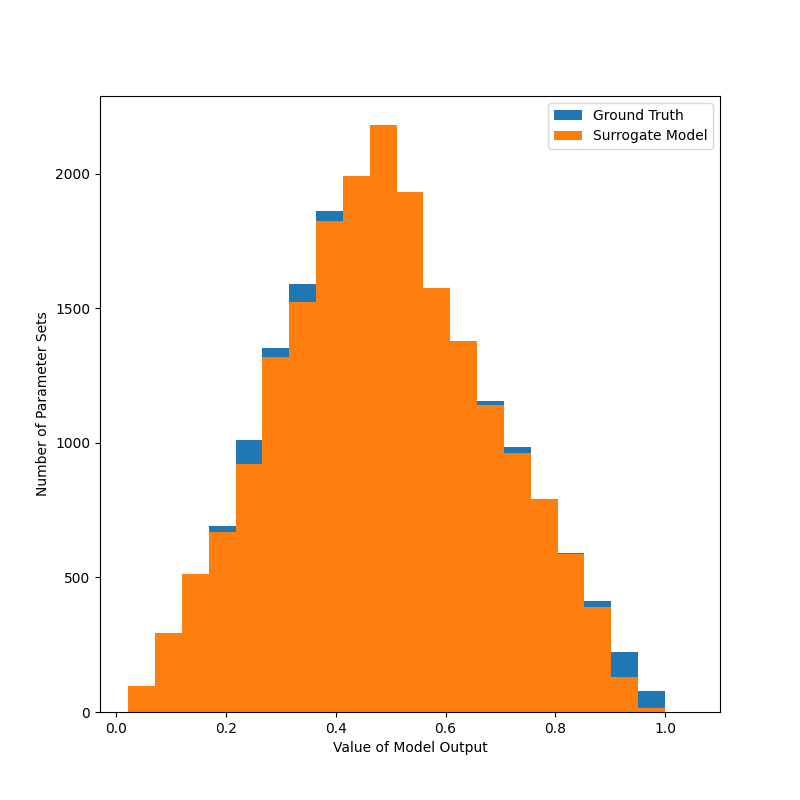 Ground Truth
Surrogate Model
2000
1500
1000
500
0
Number of Parameter Sets
0.0 0.2 0.4 0.6 0.8 1.0
Value of Model Output